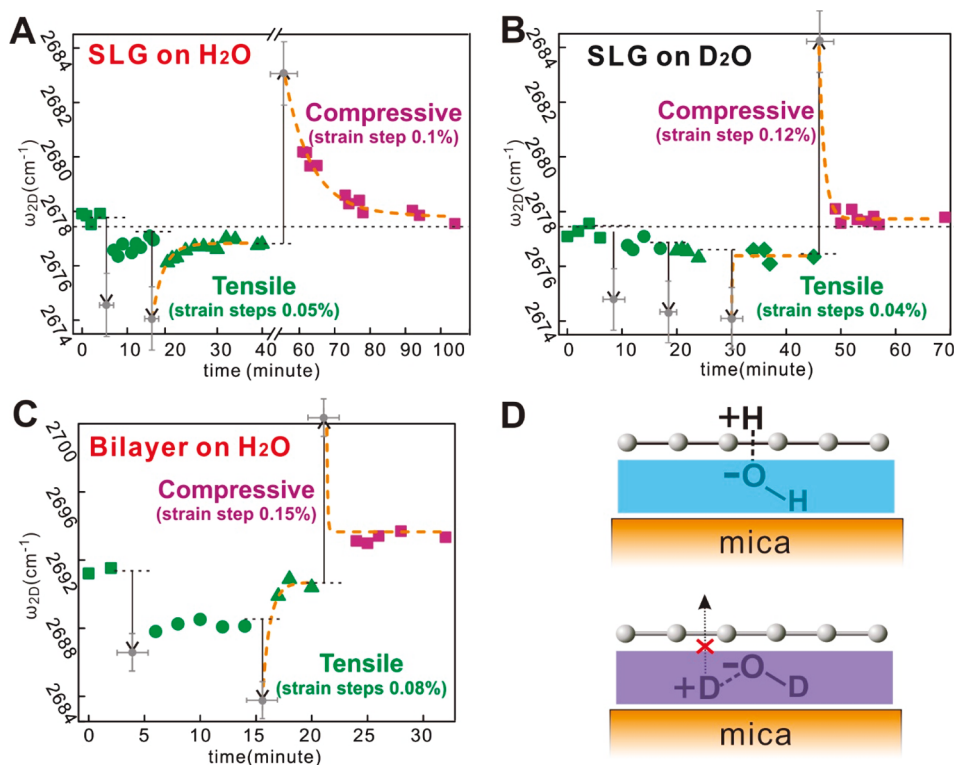 A
SLG on H2O
2684
2682
2680
2678
2676
2674
ω2D(cm-1)
Compressive
(strain step 0.1%)
Tensile
(strain steps 0.05%)
0 10 20 30 40 60 70 80 90 100
time (minute)
B
SLG on D2O
2684
2682
2680
2678
2676
2674
ω2D(cm-1)
Compressive
(strain step 0.12%)
Tensile
(strain steps 0.04%)
0 10 20 30 40 50 60 70
time(minute)
C
Bilayer on H2O
2700
2696
2692
2688
2684
ω2D(cm-1)
Compressive
(strain step 0.15%)
Tensile
(strain steps 0.08%)
0 5 10 15 20 25 30
time(minute)
D
+H
-O
H
mica
-O
+D
D
mica